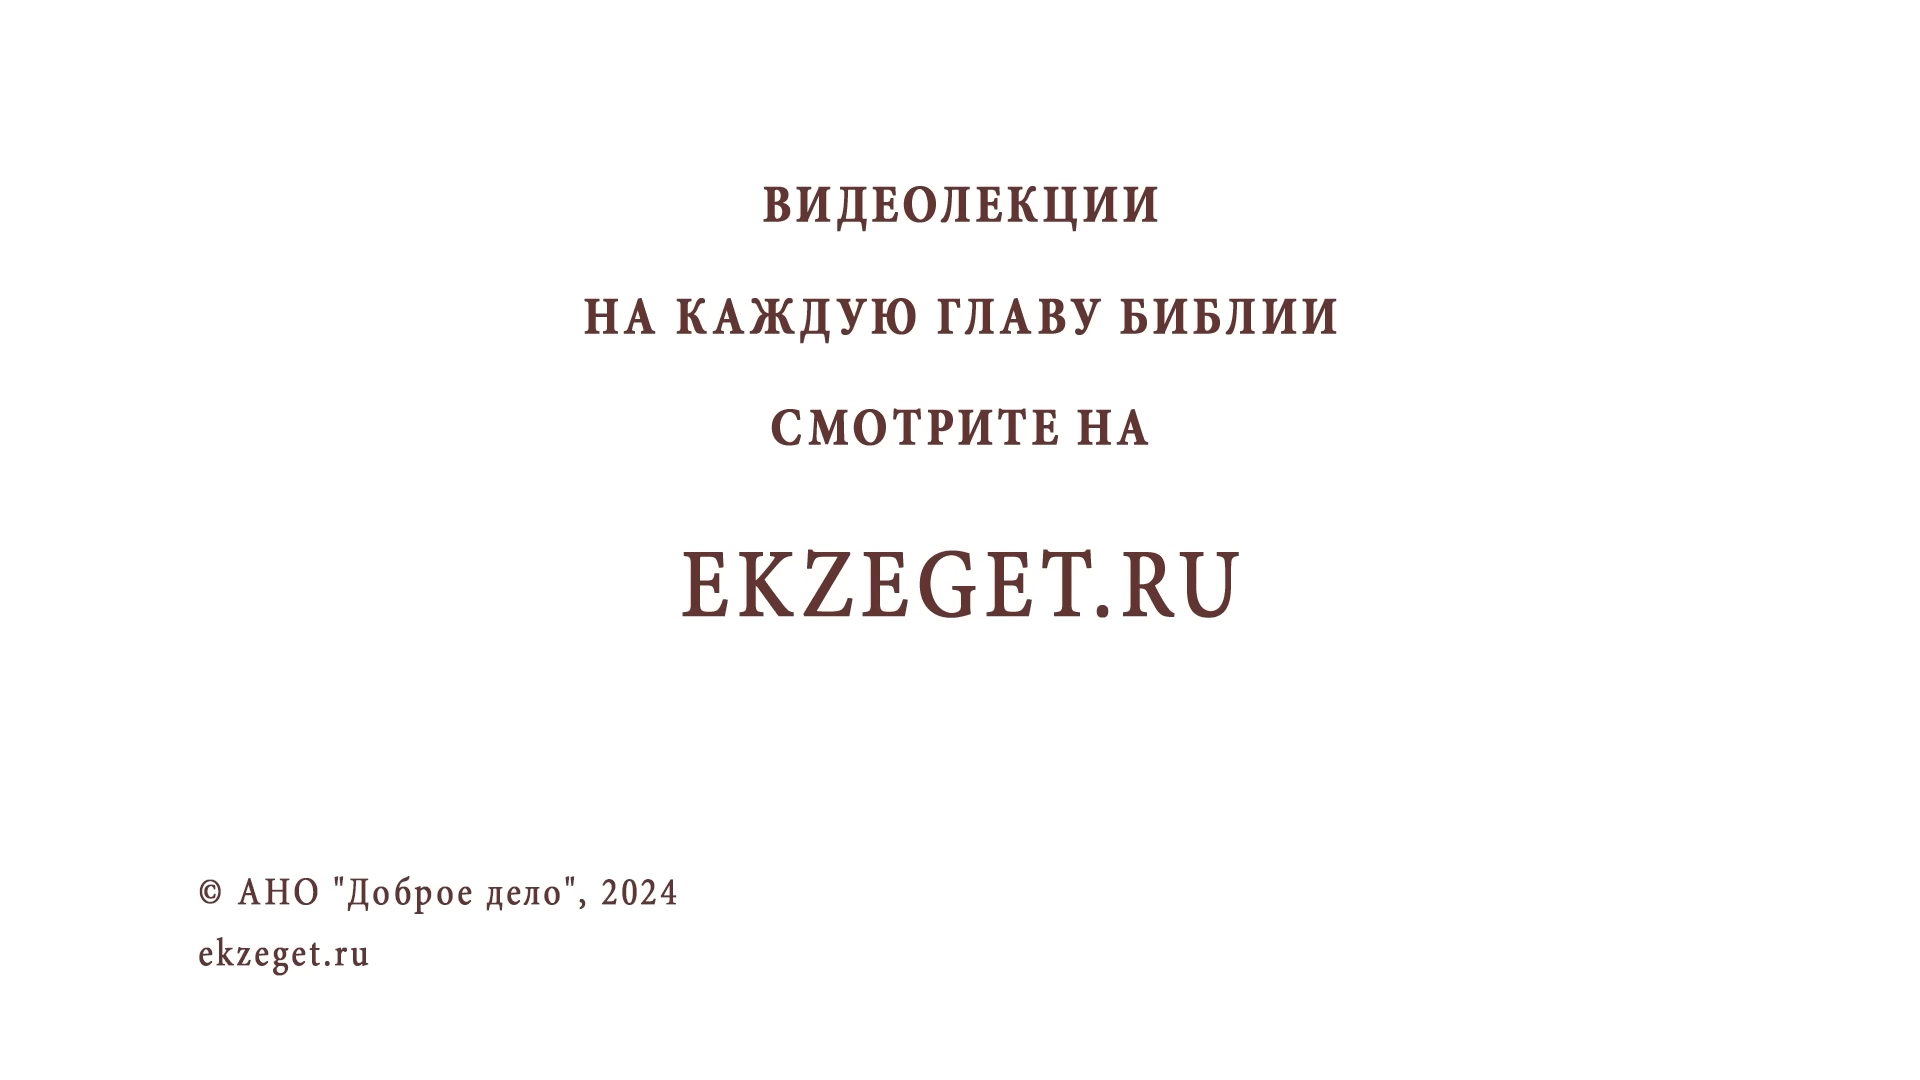 ВИДЕОЛЕКЦИИ
НА КАЖДУЮ ГЛАВУ БИБЛИИ
СМОТРИТЕ НА
EKZEGET.RU
© АНО "Доброе дело", 2024
ekzeget.ru